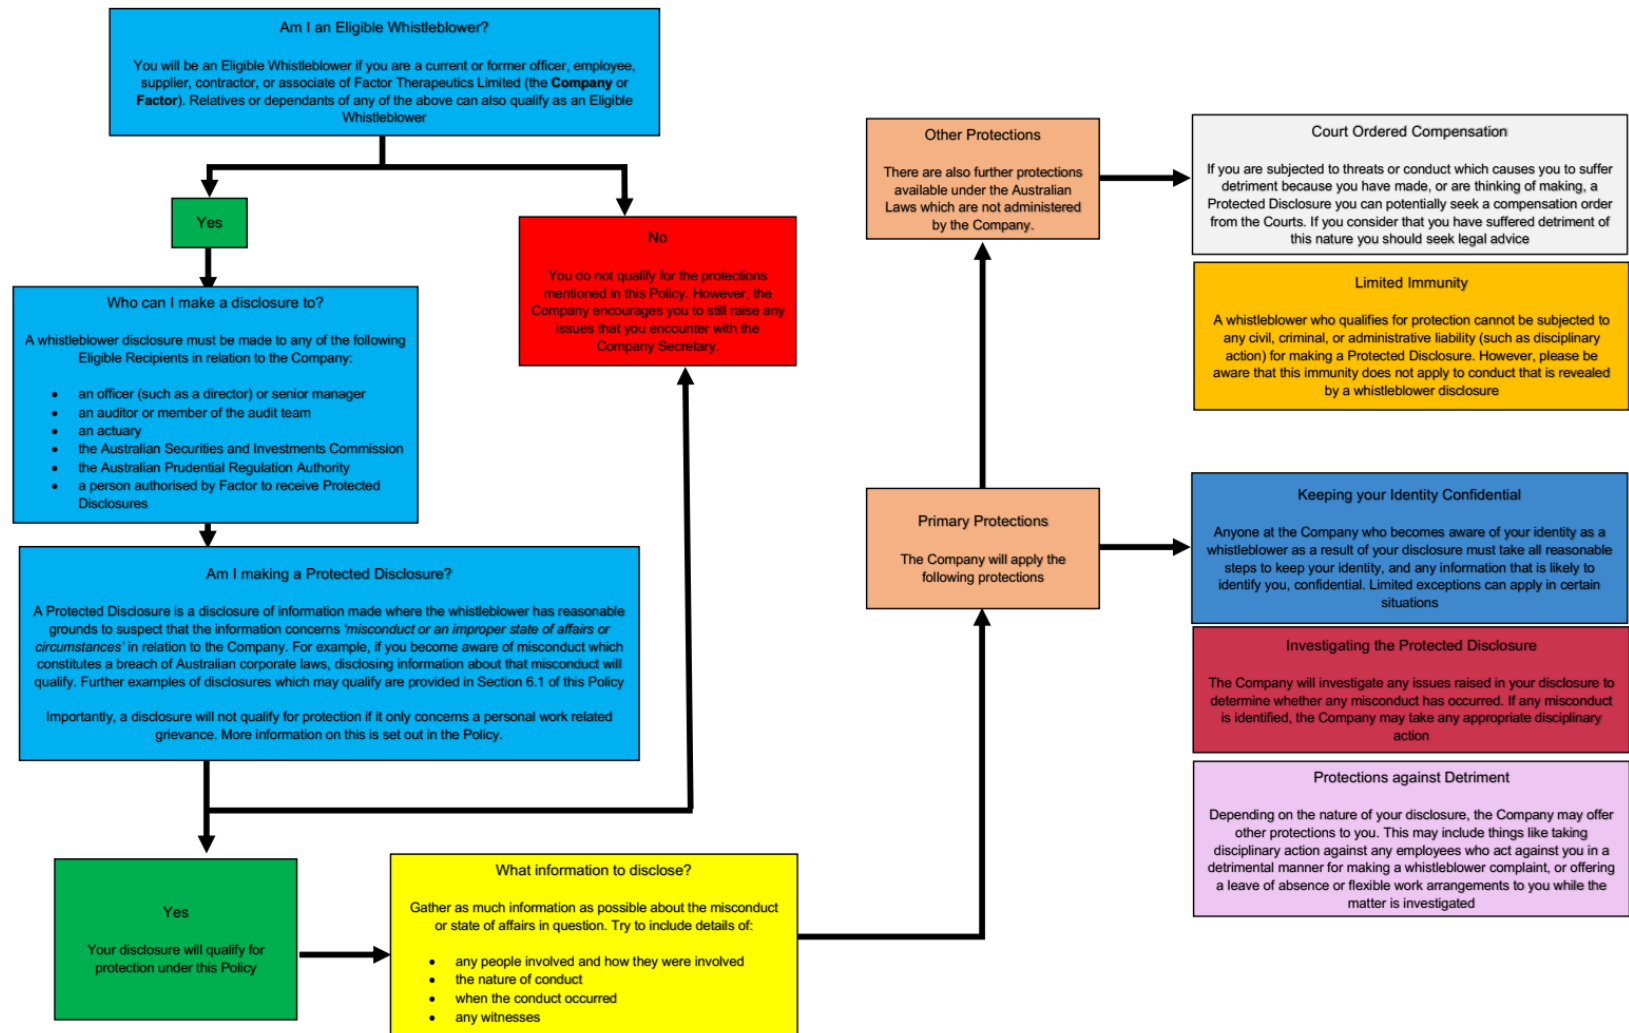 Am I an Eligible Whistleblower?
You will be an Eligible Whistleblower if you are a current or former officer, employee,
supplier, contractor, or associate of Factor Therapeutics Limited (the Company or
Factor). Relatives or dependants of any of the above can also qualify as an Eligible
Whistleblower
Yes
No
You do not qualify for the protections
mentioned in this Policy. However, the
Company encourages you to still raise any
issues that you encounter with the
Company Secretary.
Who can I make a disclosure to?
A whistleblower disclosure must be made to any of the following
Eligible Recipients in relation to the Company:
• an officer (such as a director) or senior manager
• an auditor or member of the audit team
• an actuary
• the Australian Securities and Investments Commission
• the Australian Prudential Regulation Authority
• a person authorised by Factor to receive Protected
Disclosures
Am I making a Protected Disclosure?
A Protected Disclosure is a disclosure of information made where the whistleblower has reasonable
grounds to suspect that the information concerns 'misconduct or an improper state of affairs or
circumstances' in relation to the Company. For example, if you become aware of misconduct which
constitutes a breach of Australian corporate laws, disclosing information about that misconduct will
qualify. Further examples of disclosures which may qualify are provided in Section 6.1 of this Policy
Importantly, a disclosure will not qualify for protection if it only concerns a personal work related
grievance. More information on this is set out in the Policy.
Yes
Your disclosure will qualify for
protection under this Policy
What information to disclose?
Gather as much information as possible about the misconduct
or state of affairs in question. Try to include details of:
• any people involved and how they were involved
• the nature of conduct
• when the conduct occurred
• any witnesses
Primary Protections
The Company will apply the
following protections
Other Protections
There are also further protections
available under the Australian
Laws which are not administered
by the Company.
Court Ordered Compensation
If you are subjected to threats or conduct which causes you to suffer
detriment because you have made, or are thinking of making, a
Protected Disclosure you can potentially seek a compensation order
from the Courts. If you consider that you have suffered detriment of
this nature you should seek legal advice
Limited Immunity
A whistleblower who qualifies for protection cannot be subjected to
any civil, criminal, or administrative liability (such as disciplinary
action) for making a Protected Disclosure. However, please be
aware that this immunity does not apply to conduct that is revealed
by a whistleblower disclosure
Keeping your Identity Confidential
Anyone at the Company who becomes aware of your identity as a
whistleblower as a result of your disclosure must take all reasonable
steps to keep your identity, and any information that is likely to
identify you, confidential. Limited exceptions can apply in certain
situations
Investigating the Protected Disclosure
The Company will investigate any issues raised in your disclosure to
determine whether any misconduct has occurred. If any misconduct
is identified, the Company may take any appropriate disciplinary
action
Protections against Detriment
Depending on the nature of your disclosure, the Company may offer
other protections to you. This may include things like taking
disciplinary action against any employees who act against you in a
detrimental manner for making a whistleblower complaint, or offering
a leave of absence or flexible work arrangements to you while the
matter is investigated